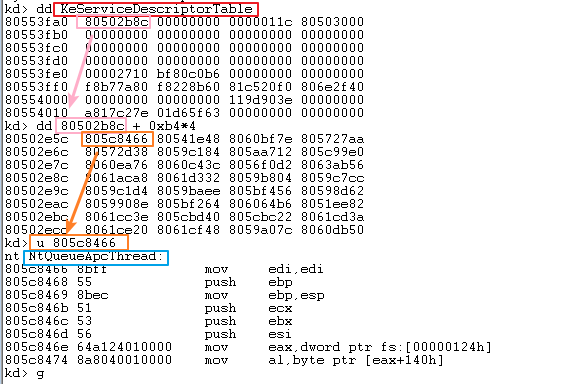 kd> dd KeServiceDescriptorTable
80553fa0 80502b8c 00000000 0000011c 80503000
80553fb0 00000000 00000000 00000000 00000000
80553fc0 00000000 00000000 00000000 00000000
80553fd0 00000000 00000000 00000000 00000000
80553fe0 00002710 bf80c0b6 00000000 00000000
80553ff0 f8b77a80 f8228b60 81c520f0 806e2f40
80554000 00000000 00000000 119d903e 00000000
80554010 a817c27e 01d65f63 00000000 00000000
kd> dd 80502b8c + 0xb4*4
80502e5c 805c8466 80541e48 8060bf7e 805727aa
80502e6c 80572d38 8059c184 805aa712 805c99e0
80502e7c 8060ea76 8060c43c 8056f0d2 8063ab56
80502e8c 8061aca8 8061d332 8059b804 8059c7cc
80502e9c 8059c1d4 8059baee 805bf456 80598d62
80502eac 8059908e 805bf264 806064b6 8051ee82
80502ebc 8061cc3e 805cbd40 805cbc22 8061cd3a
80502ecc 8061ce20 8061cf48 8059a07c 8060db50
kd> u 805c8466
nt NtQueueApcThread:
805c8466 8bff mov edi,edi
805c8468 55 push ebp
805c8469 8bec mov ebp,esp
805c846b 51 push ecx
805c846c 53 push ebx
805c846d 56 push esi
805c846e 64a124010000 mov eax,dword ptr fs:[00000124h]
805c8474 8a8040010000 mov al,byte ptr [eax+140h]
kd> g